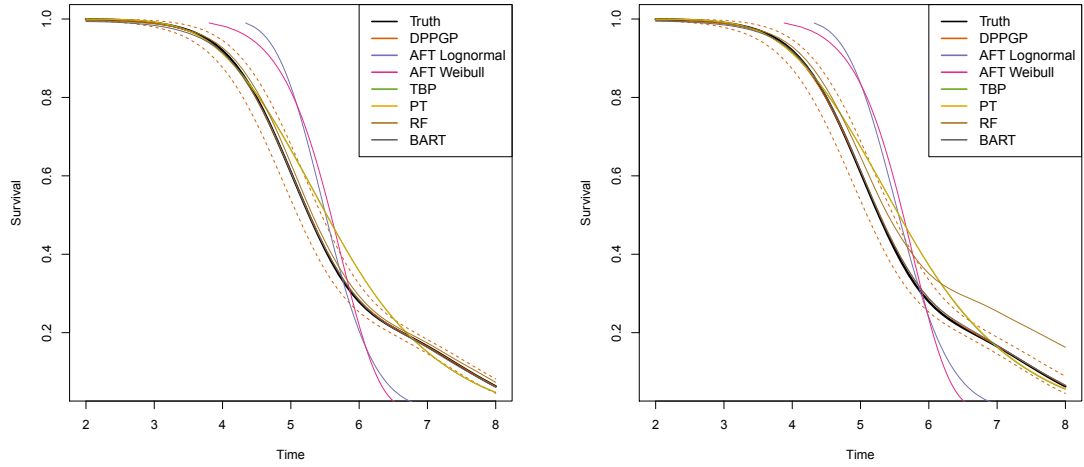 1.0
0.8
0.6
0.4
0.2
Survival
2 3 4 5 6 7 8
Time
Truth
DPPGP
AFT Lognormal
AFT Weibull
TBP
PT
RF
BART
1.0
0.8
0.6
0.4
0.2
Survival
2 3 4 5 6 7 8
Time
Truth
DPPGP
AFT Lognormal
AFT Weibull
TBP
PT
RF
BART